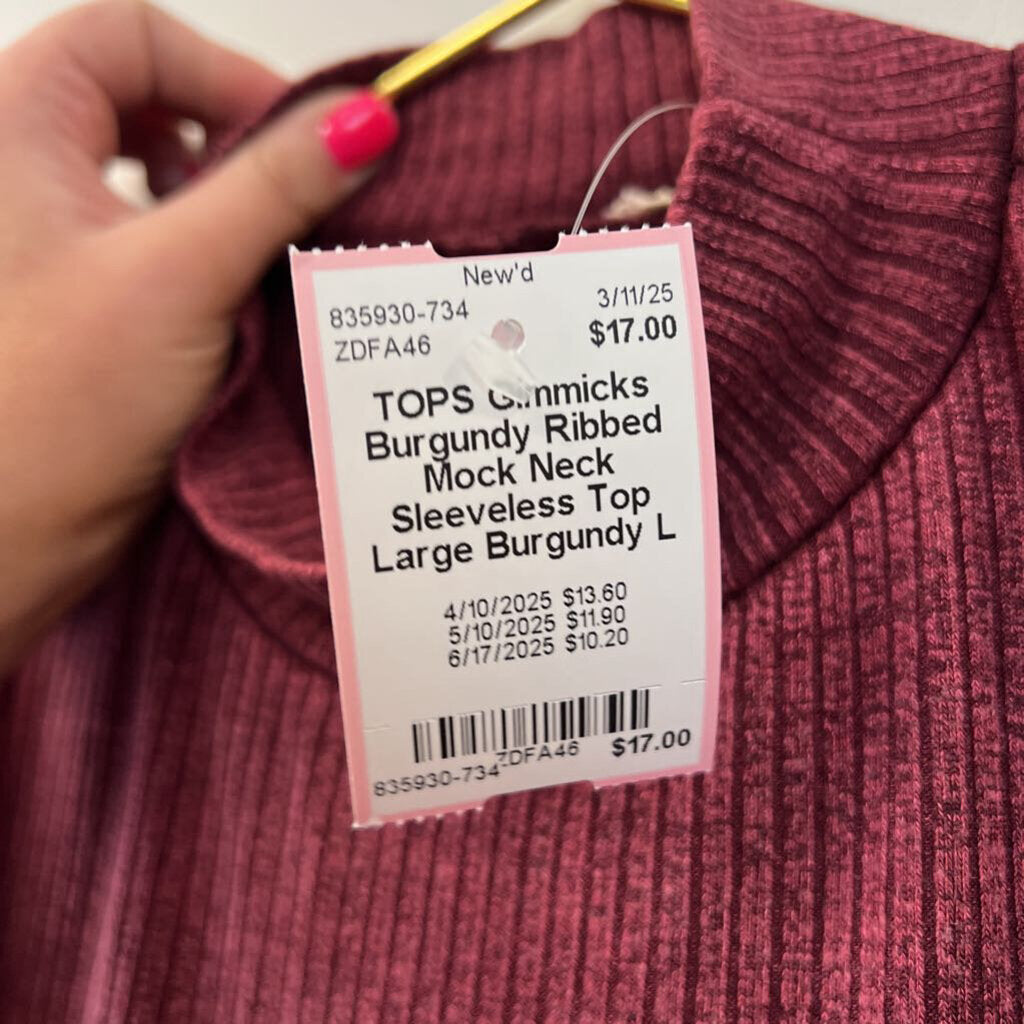 New'd
835930-734 3/11/25
ZDFA46 $17.00
TOPS Gimmicks
Burgundy Ribbed
Mock Neck
Sleeveless Top
Large Burgundy L
4/10/2025 $13.60
5/10/2025 $11.90
6/17/2025 $10.20
835930-734 ZDFA46 $17.00